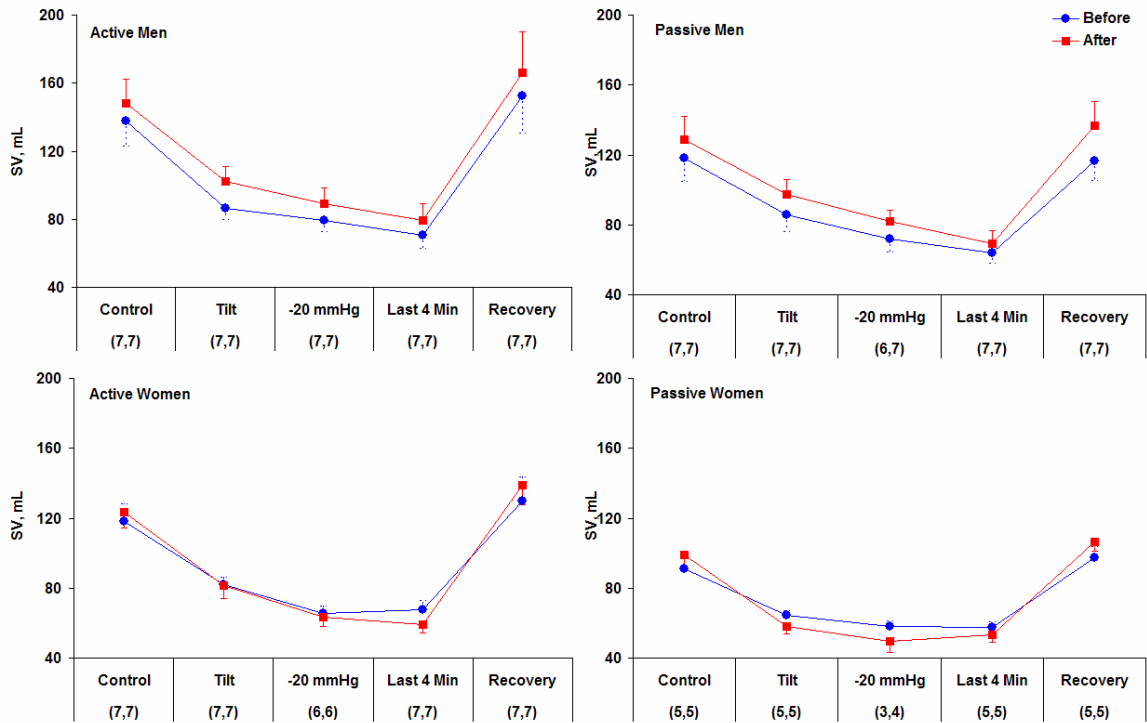 Active Men
200
160
120
80
40
SV, mL
Control Tilt -20 mmHg Last 4 Min Recovery
(7,7) (7,7) (7,7) (7,7) (7,7)
Passive Men
Before
After
200
160
120
80
40
SV, mL
Control Tilt -20 mmHg Last 4 Min Recovery
(7,7) (7,7) (6,7) (7,7) (7,7)
Active Women
200
160
120
80
40
SV, mL
Control Tilt -20 mmHg Last 4 Min Recovery
(7,7) (7,7) (6,6) (7,7) (7,7)
Passive Women
200
160
120
80
40
SV, mL
Control Tilt -20 mmHg Last 4 Min Recovery
(5,5) (5,5) (3,4) (5,5) (5,5)